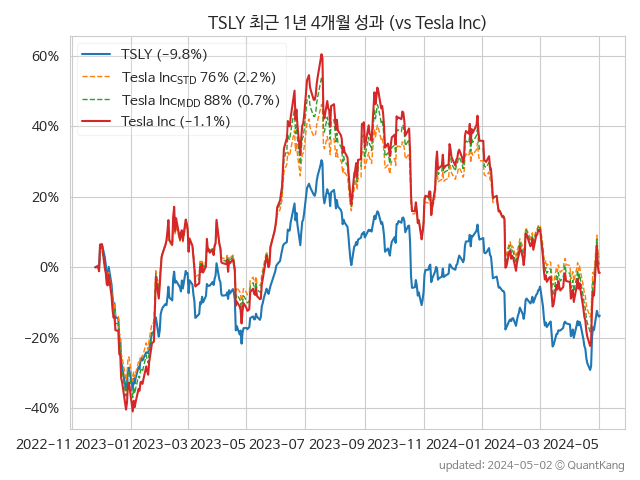 TSLY 최근 1년 4개월 성과 (vs Tesla Inc)
TSLY (−9.8%)
Tesla IncSTD 76% (2.2%)
Tesla IncMDD 88% (0.7%)
Tesla Inc (−1.1%)
60%
40%
20%
0%
−20%
−40%
2022−11 2023−01 2023−03 2023−05 2023−07 2023−09 2023−11 2024−01 2024−03 2024−05
updated: 2024-05-02 © QuantKang